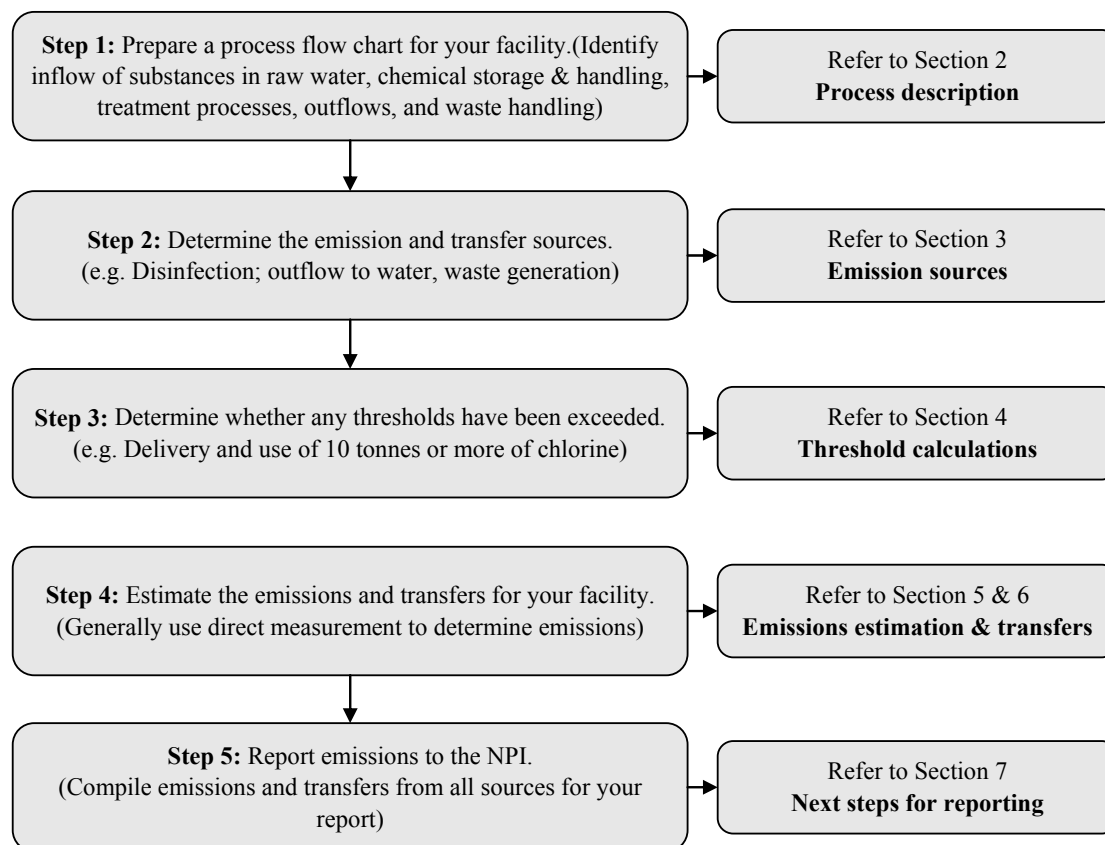 Step 1: Prepare a process flow chart for your facility.(Identify
inflow of substances in raw water, chemical storage & handling,
treatment processes, outflows, and waste handling)
Refer to Section 2
Process description
Step 2: Determine the emission and transfer sources.
(e.g. Disinfection; outflow to water, waste generation)
Refer to Section 3
Emission sources
Step 3: Determine whether any thresholds have been exceeded.
(e.g. Delivery and use of 10 tonnes or more of chlorine)
Refer to Section 4
Threshold calculations
Step 4: Estimate the emissions and transfers for your facility.
(Generally use direct measurement to determine emissions)
Refer to Section 5 & 6
Emissions estimation & transfers
Step 5: Report emissions to the NPI.
(Compile emissions and transfers from all sources for your
report)
Refer to Section 7
Next steps for reporting